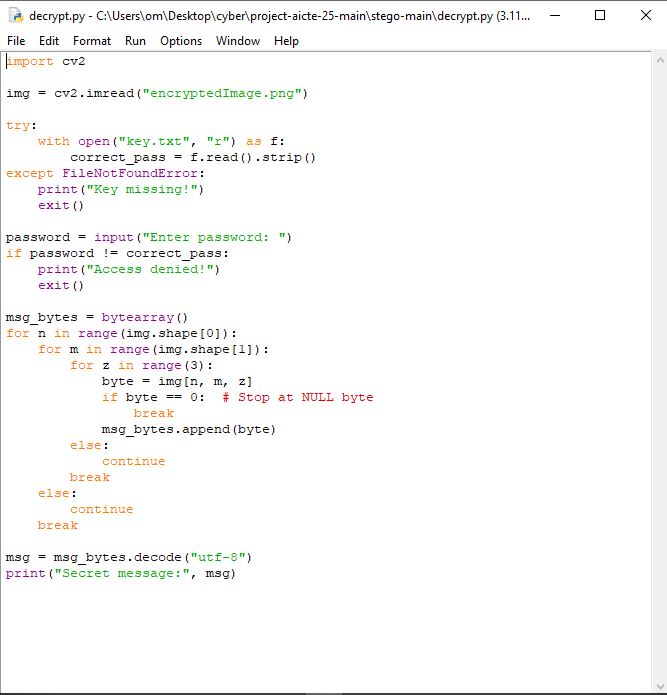 decrypt.py - C:\Users\om\Desktop\cyber\project-aicte-25-main\stego-main\decrypt.py (3.11...
File Edit Format Run Options Window Help
import cv2

img = cv2.imread("encryptedImage.png")

try:
    with open("key.txt", "r") as f:
        correct_pass = f.read().strip()
except FileNotFoundError:
    print("Key missing!")
    exit()

password = input("Enter password: ")
if password != correct_pass:
    print("Access denied!")
    exit()

msg_bytes = bytearray()
for n in range(img.shape[0]):
    for m in range(img.shape[1]):
        for z in range(3):
            byte = img[n, m, z]
            if byte == 0:  # Stop at NULL byte
                break
            msg_bytes.append(byte)
        else:
            continue
        break
    else:
        continue
    break

msg = msg_bytes.decode("utf-8")
print("Secret message:", msg)